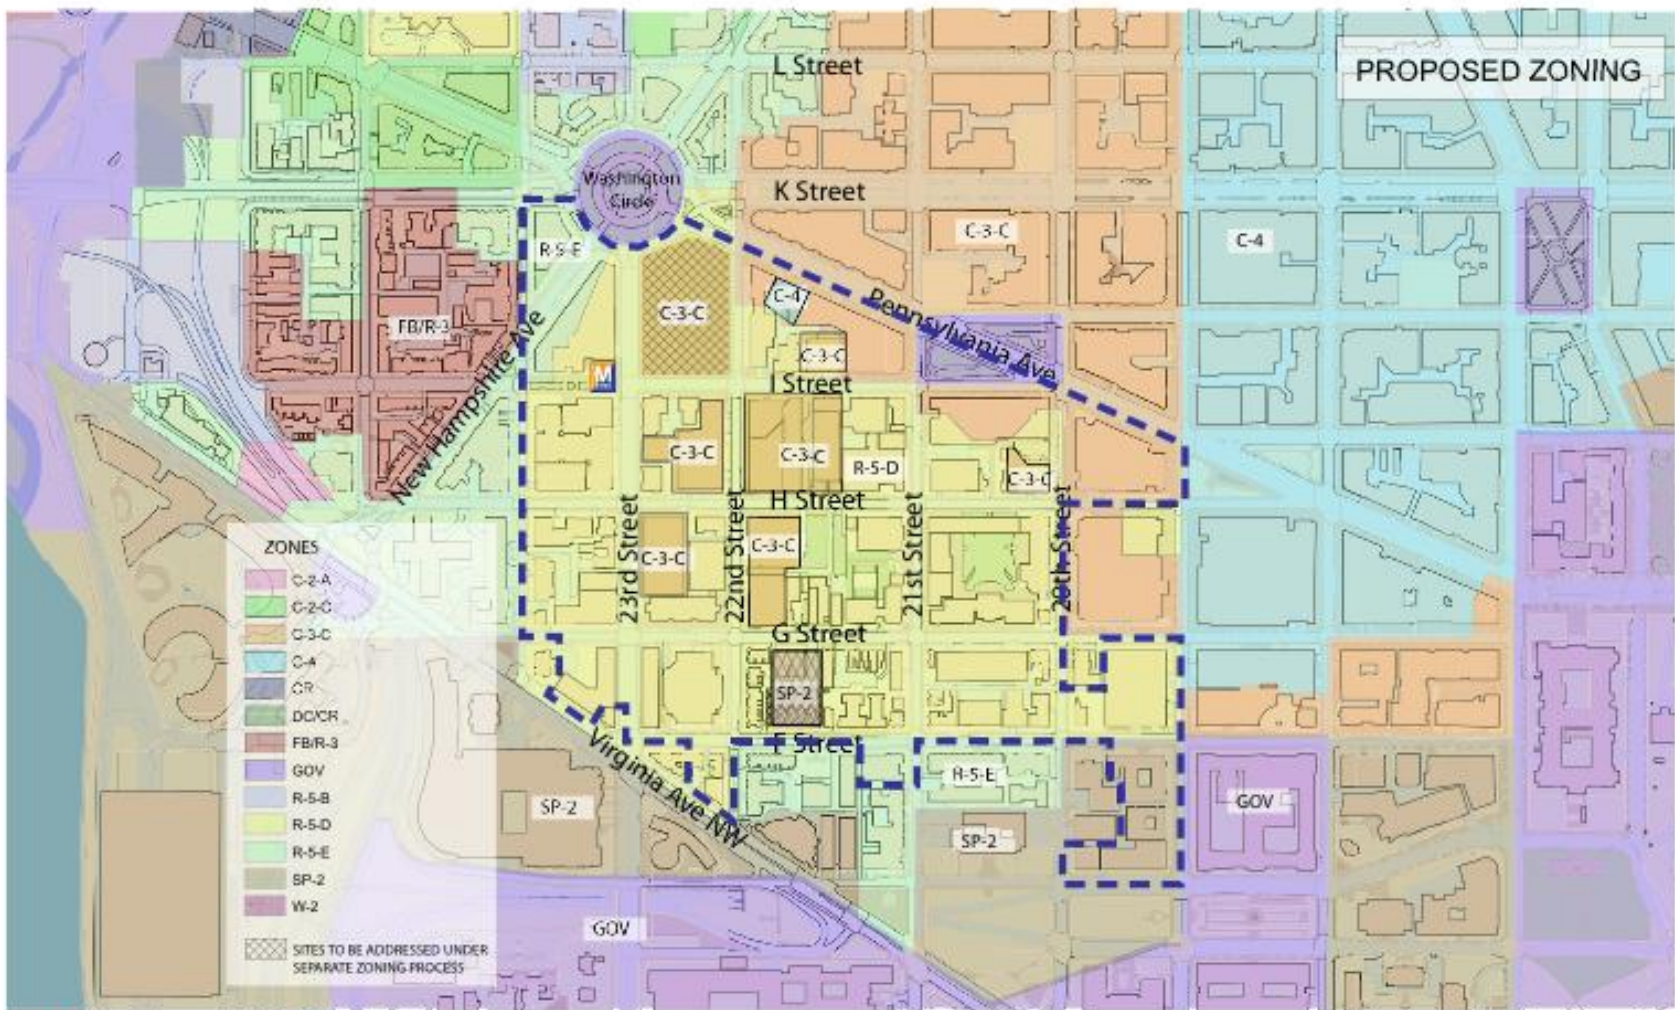 L Street
PROPOSED ZONING
Washington
Circle
K Street
R-5-E
C-3-C
C-4
C-4
C-3-C
Pennsylvania Ave
FB/R-3
C-3-C
New Hampshire Ave
M
I Street
C-3-C
C-3-C
R-5-D
C-3-C
H Street
23rd Street
22nd Street
21st Street
20th Street
C-3-C
C-3-C
G Street
SP-2
F Street
Virginia Ave NW
R-5-E
SP-2
SP-2
GOV
GOV
ZONES
C-2-A
C-2-C
C-3-C
C-4
CR
DC/CR
FB/R-3
GOV
R-5-B
R-5-D
R-5-E
SP-2
W-2
SITES TO BE ADDRESSED UNDER
SEPARATE ZONING PROCESS